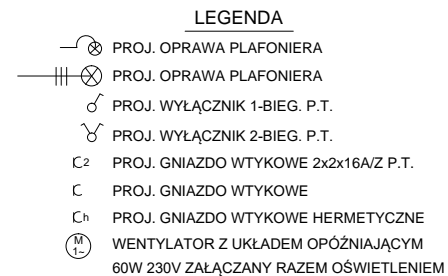 LEGENDA
PROJ. OPRAWA PLAFONIERA
PROJ. OPRAWA PLAFONIERA
PROJ. WYŁĄCZNIK 1-BIEG. P.T.
PROJ. WYŁĄCZNIK 2-BIEG. P.T.
2 PROJ. GNIAZDO WTYKOWE 2x2x16A/Z P.T.
PROJ. GNIAZDO WTYKOWE
h PROJ. GNIAZDO WTYKOWE HERMETYCZNE
M 1~ WENTYLATOR Z UKŁADEM OPÓŹNIAJĄCYM
60W 230V ZAŁĄCZANY RAZEM OŚWIETLENIEM